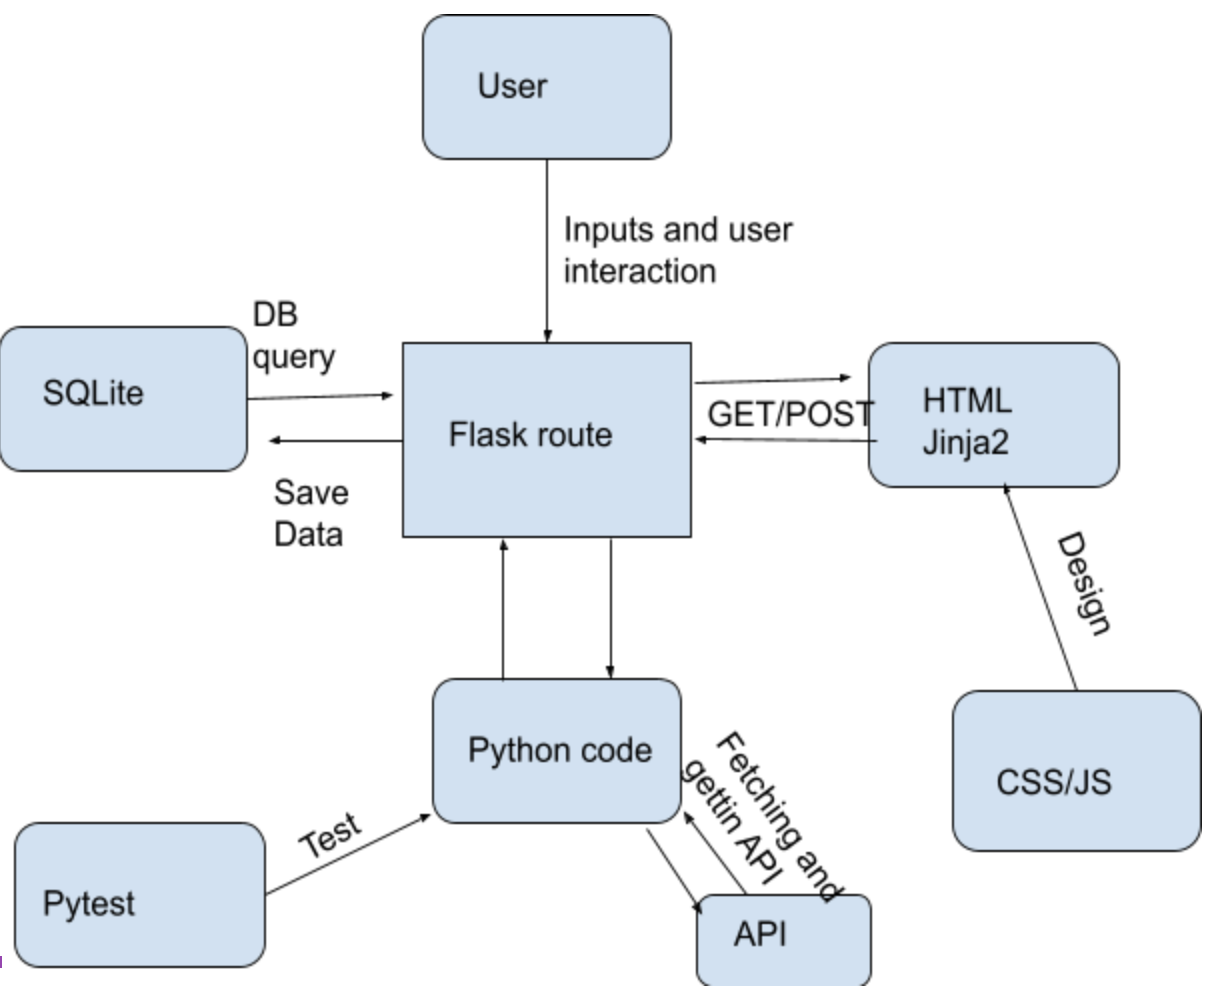 User
Inputs and user
interaction
DB
query
SQLite
Flask route
GET/POST
HTML
Jinja2
Save
Data
Design
Python code
Fetching and
gettin API
CSS/JS
Test
Pytest
API